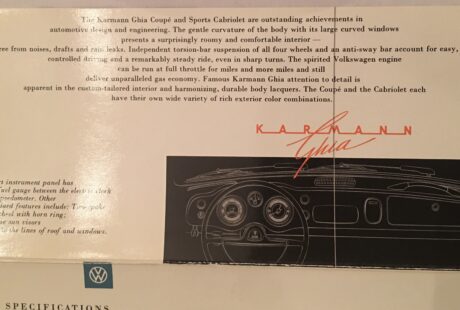 The Karmann Ghia Coupé and Sports Cabriolet are outstanding achievements in
automotive design and engineering. The gentle curvature of the body with its large curved windows
presents a surprisingly roomy and comfortable interior —
free from noises, drafts and rain leaks. Independent torsion-bar suspension of all four wheels and an anti-sway bar account for easy,
controlled driving and a remarkably steady ride, even in sharp turns. The spirited Volkswagen engine
can be run at full throttle for miles and more miles and still
deliver unparalleled gas economy. Famous Karmann Ghia attention to detail is
apparent in the custom-tailored interior and harmonizing, durable body lacquers. The Coupé and the Cabriolet each
have their own wide variety of rich exterior color combinations.
KARMANN
Ghia
instrument panel has
fuel gauge between the electric clock
speedometer. Other
features include: Two-spoke
wheel with horn ring;
sun visors
to the lines of roof and windows.
VW
SPECIFICATIONS